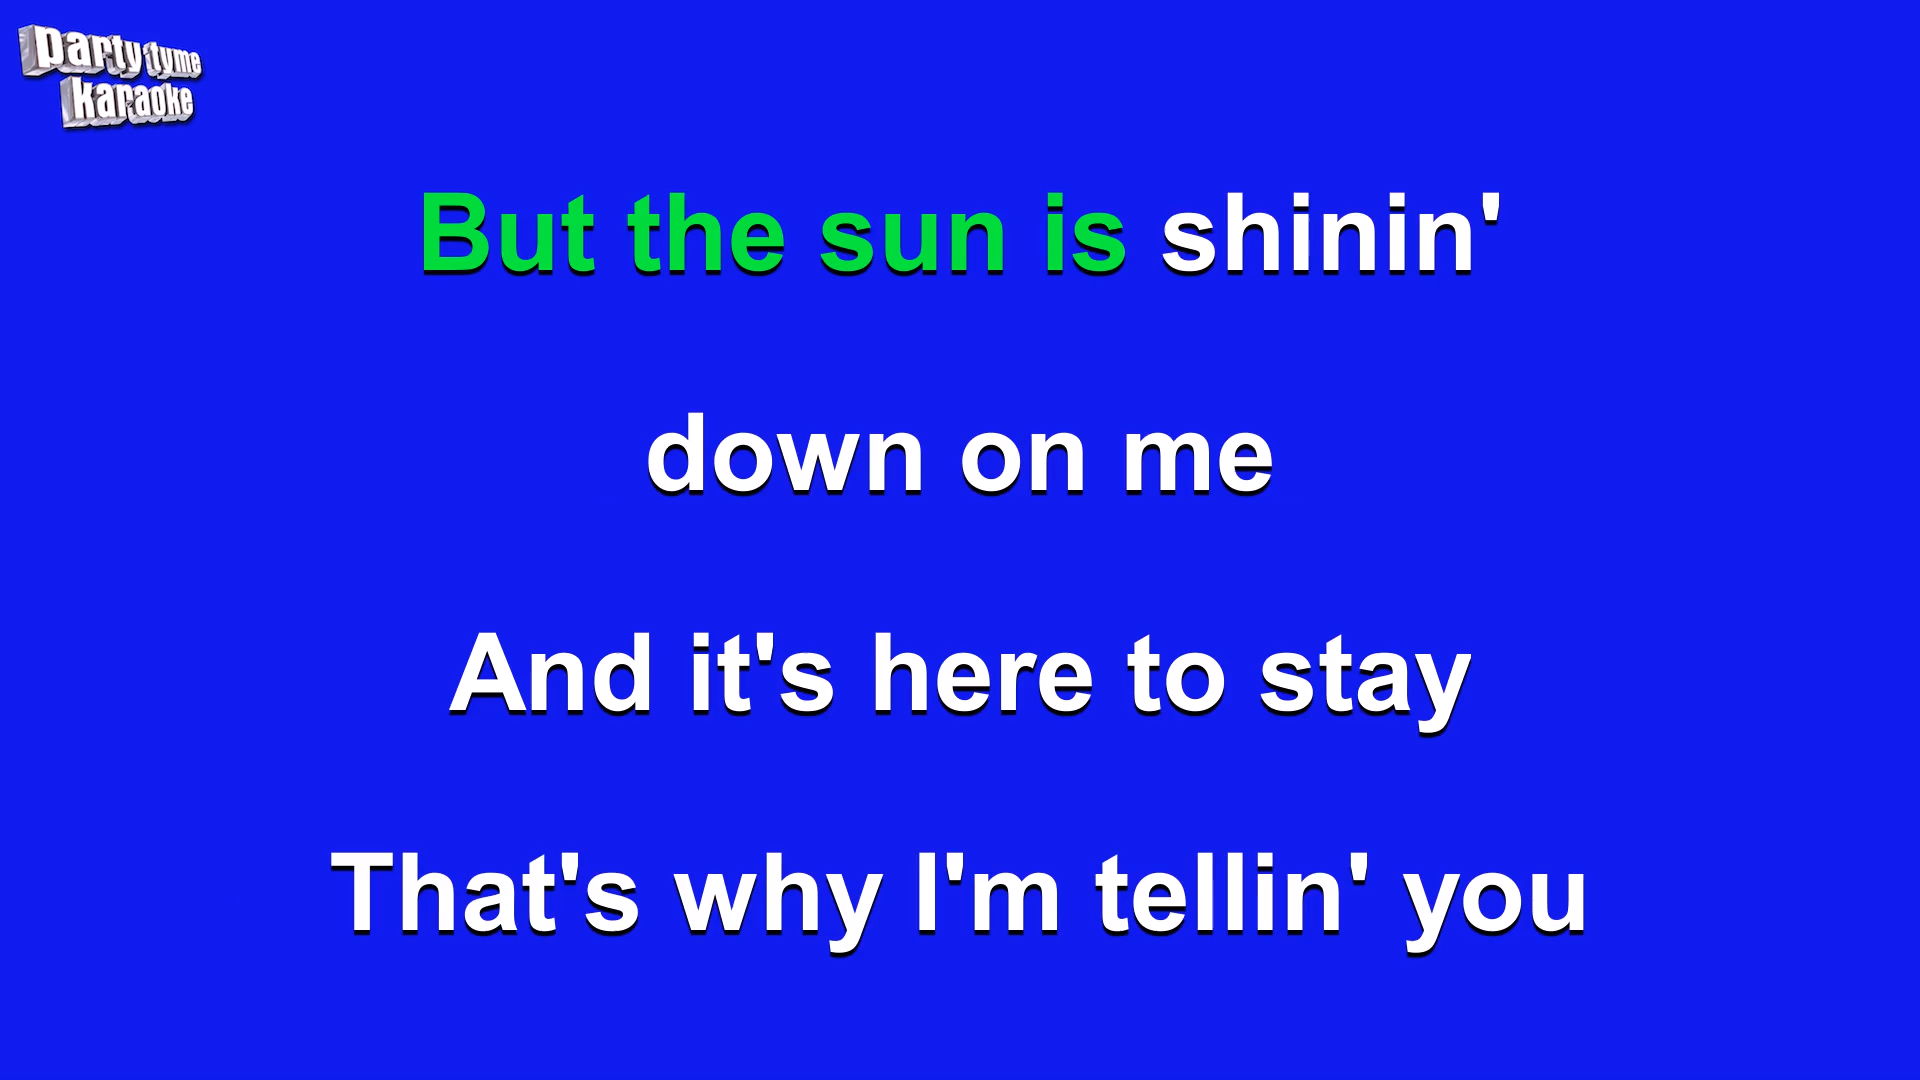 party tyme
karaoke
But the sun is shinin'
down on me
And it's here to stay
That's why I'm tellin' you